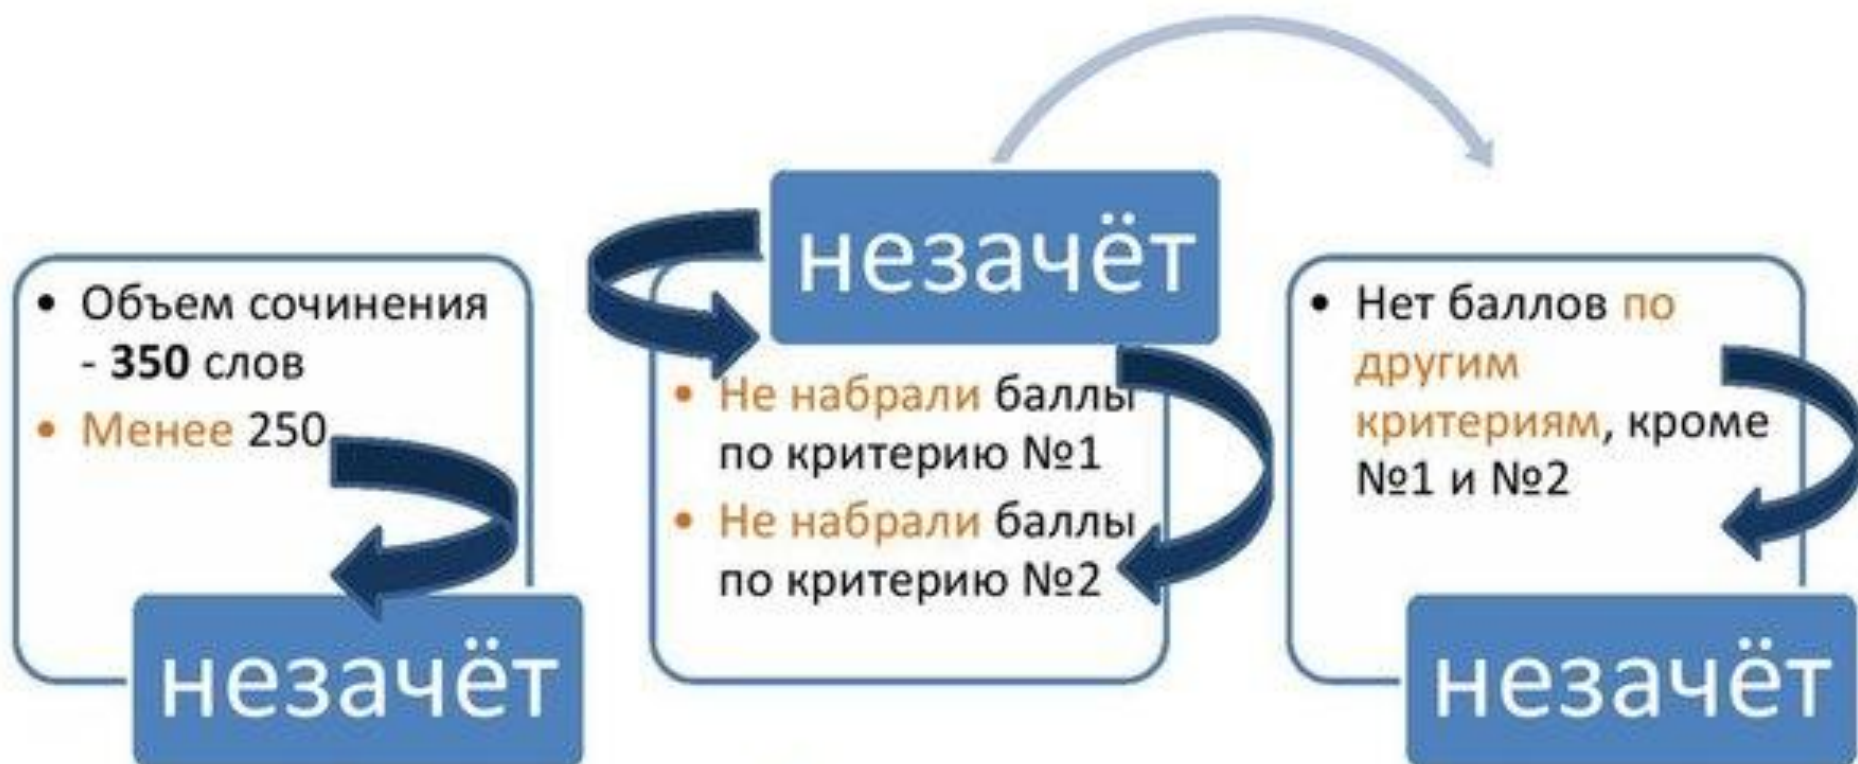 • Объем сочинения
- 350 слов
• Менее 250
незачёт
незачёт
• Не набрали баллы
по критерию №1
• Не набрали баллы
по критерию №2
• Нет баллов по
другим
критериям, кроме
№1 и №2
незачёт